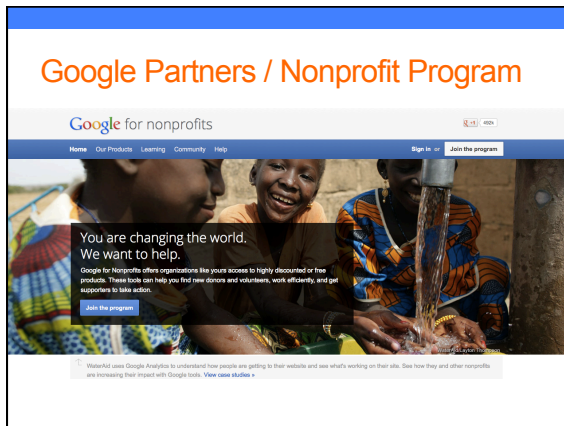 Google Partners / Nonprofit Program
Google for nonprofits
+1 492k
Home Our Products Learning Community Help Sign in or Join the program
You are changing the world.
We want to help.
Google for Nonprofits offers organizations like yours access to highly discounted or free
products. These tools can help you find new donors and volunteers, work efficiently, and get
supporters to take action.
Join the program
WaterAid/Layton Thompson
WaterAid uses Google Analytics to understand how people are getting to their website and see what's working on their site. See how they and other nonprofits
are increasing their impact with Google tools. View case studies »